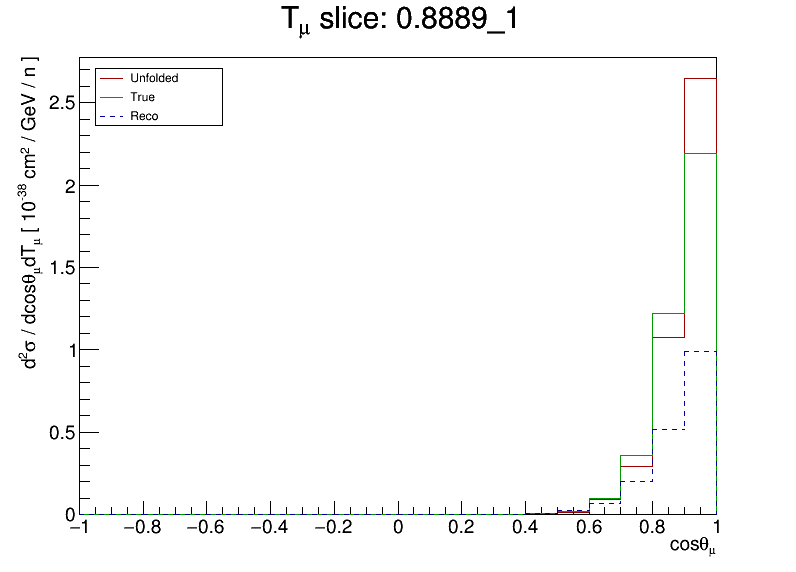 Tμ slice: 0.8889_1
Unfolded
True
Reco
d²σ / dcosθμdTμ [ 10⁻³⁸ cm² / GeV / n ]
2.5
2
1.5
1
0.5
0
−1 −0.8 −0.6 −0.4 −0.2 0 0.2 0.4 0.6 0.8 1
cosθμ